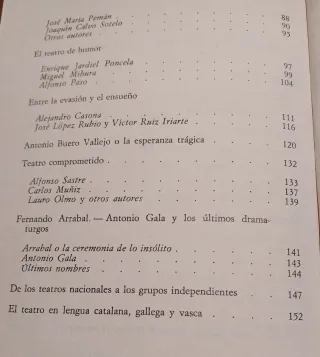 José María Pemán . . . . . . . . 88
Joaquín Calvo Sotelo . . . . . . . 90
Otros autores . . . . . . . . . 95
El teatro de humor
Enrique Jardiel Poncela . . . . . . 97
Miguel Mihura . . . . . . . . . 99
Alfonso Paso . . . . . . . . . 104
Entre la evasión y el ensueño
Alejandro Casona . . . . . . . . 111
José López Rubio y Víctor Ruiz Iriarte . . . 116
Antonio Buero Vallejo o la esperanza trágica . . . 120
Teatro comprometido . . . . . . . . 132
Alfonso Sastre . . . . . . . . . 133
Carlos Muñiz . . . . . . . . . 137
Lauro Olmo y otros autores . . . . . . 139
Fernando Arrabal. — Antonio Gala y los últimos drama-
turgos
Arrabal o la ceremonia de lo insólito . . . . 141
Antonio Gala . . . . . . . . . 143
Últimos nombres . . . . . . . . 144
De los teatros nacionales a los grupos independientes . 147
El teatro en lengua catalana, gallega y vasca . . . . 152